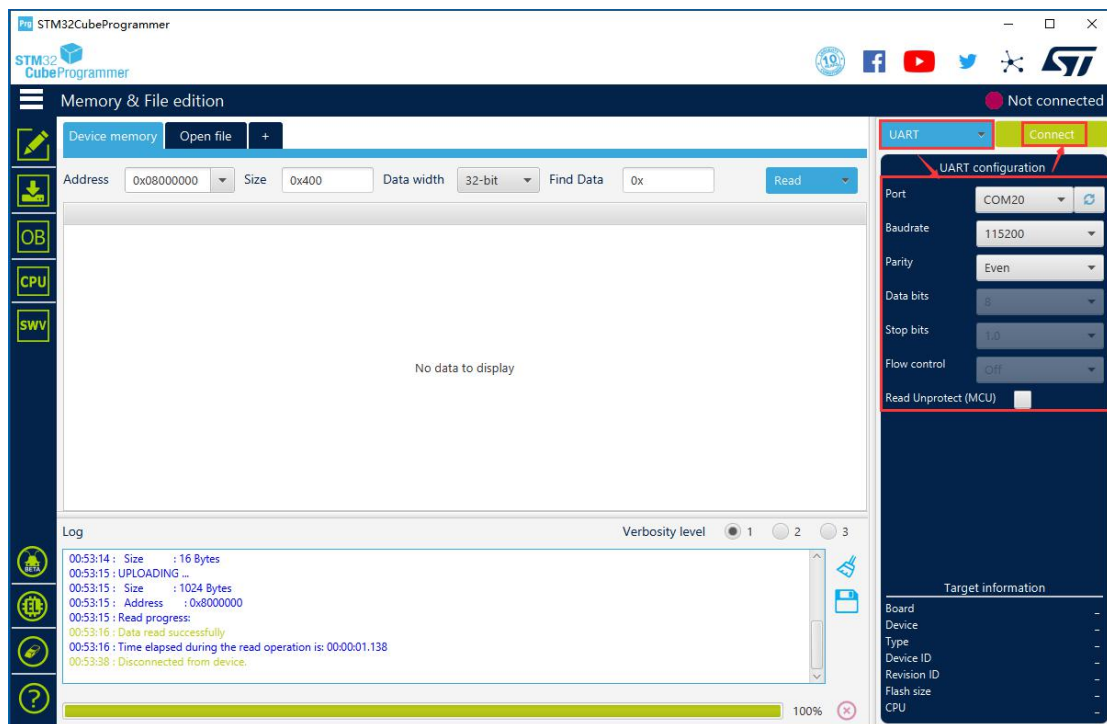 Prg STM32CubeProgrammer
STM32
CubeProgrammer
10
Memory & File edition
Not connected
Device memory Open file +
UART Connect
Address 0x08000000 Size 0x400 Data width 32-bit Find Data 0x Read
UART configuration
Port COM20
Baudrate 115200
Parity Even
Data bits 8
Stop bits 1.0
Flow control Off
Read Unprotect (MCU)
OB
CPU
SWV
No data to display
Log Verbosity level 1 2 3
00:53:14 : Size : 16 Bytes
00:53:15 : UPLOADING ...
00:53:15 : Size : 1024 Bytes
00:53:15 : Address : 0x8000000
00:53:15 : Read progress:
00:53:16 : Data read successfully
00:53:16 : Time elapsed during the read operation is: 00:00:01.138
00:53:38 : Disconnected from device.
BETA
100%
Target information
Board -
Device -
Type -
Device ID -
Revision ID -
Flash size -
CPU -